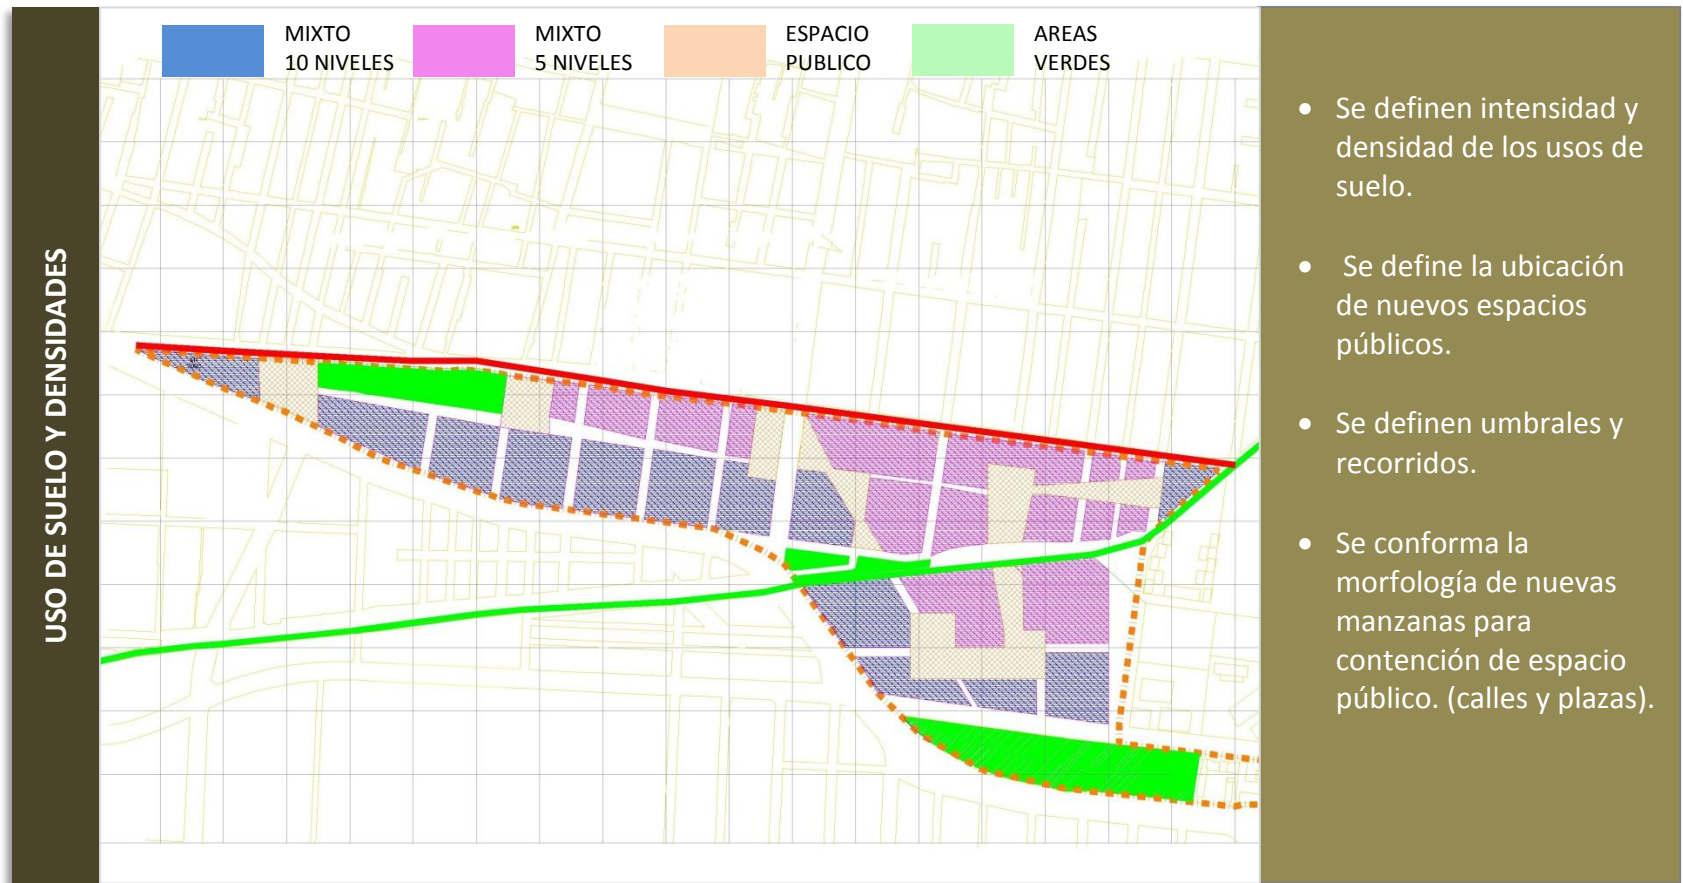 USO DE SUELO Y DENSIDADES
MIXTO
10 NIVELES
MIXTO
5 NIVELES
ESPACIO
PUBLICO
AREAS
VERDES
• Se definen intensidad y
densidad de los usos de
suelo.
• Se define la ubicación
de nuevos espacios
públicos.
• Se definen umbrales y
recorridos.
• Se conforma la
morfología de nuevas
manzanas para
contención de espacio
público. (calles y plazas).